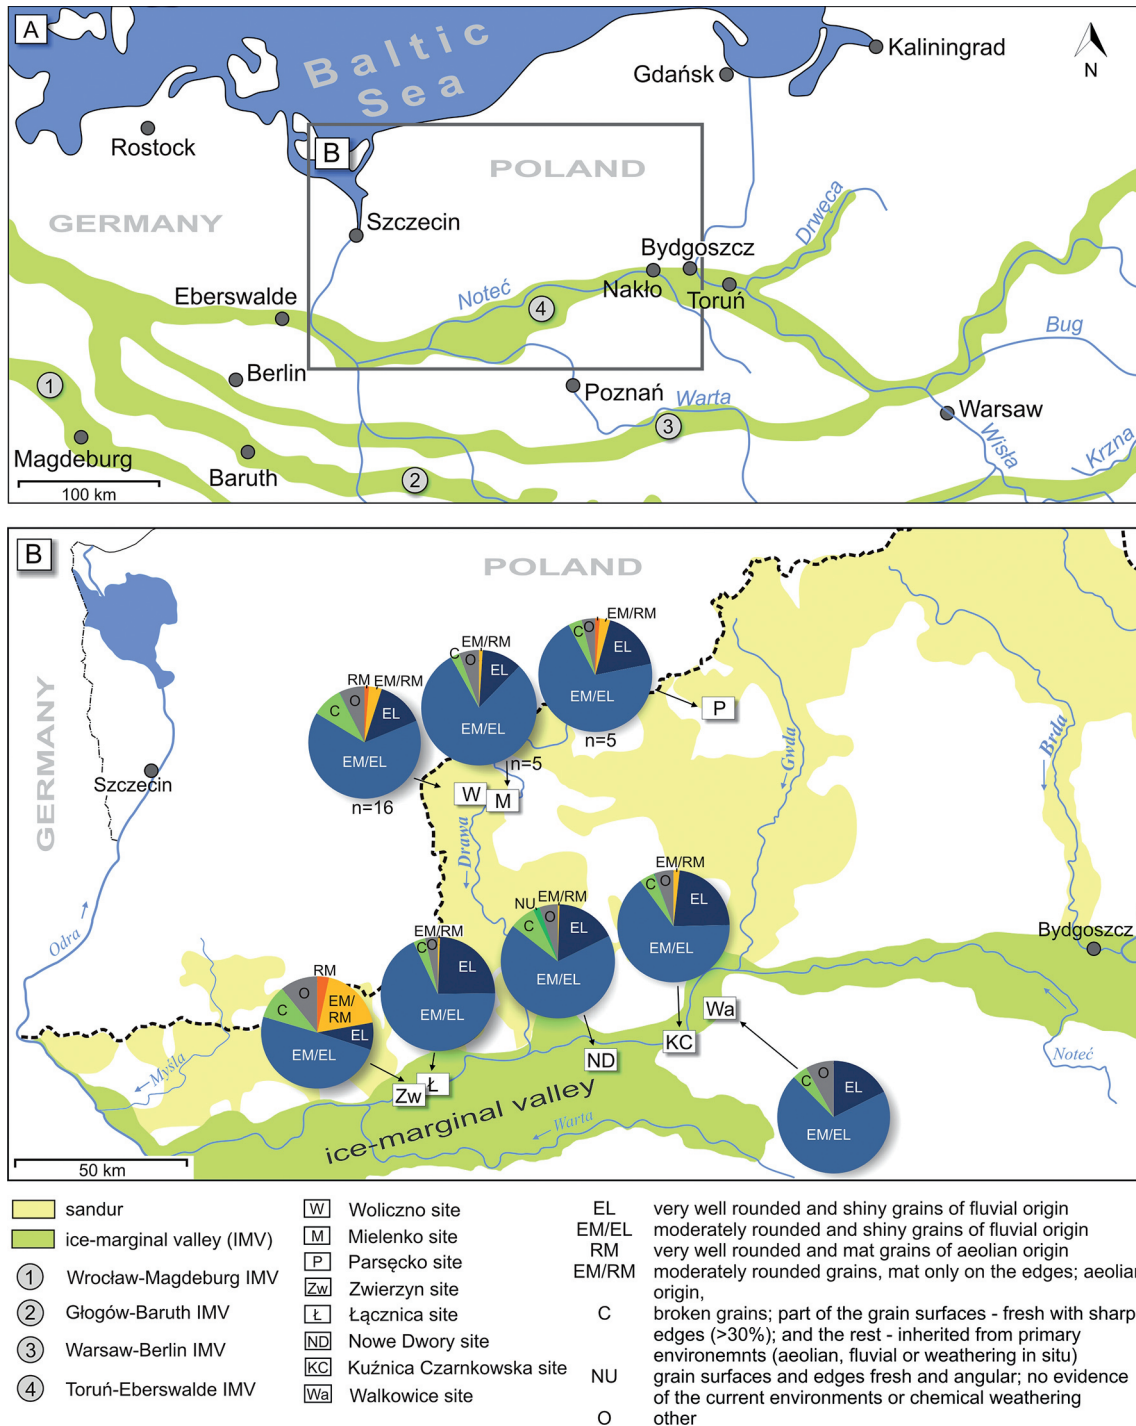 A
Baltic
Sea
N
Kaliningrad
Gdańsk
Rostock
B
POLAND
GERMANY
Szczecin
Drwęca
Bydgoszcz
Eberswalde
Noteć
Nakło
Toruń
4
Bug
Berlin
1
Poznań
Warta
Warsaw
3
Wisła
Magdeburg
Baruth
2
Krzna
100 km
B
POLAND
GERMANY
Szczecin
Odra
EM/RM
C
O
EL
EM/EL
n=5
EM/RM
C
O
EL
EM/EL
n=5
RM
EM/RM
C
O
EL
EM/EL
n=16
P
W
M
Drawa
Gwda
Brda
Bydgoszcz
EM/RM
C
O
EL
EM/EL
NU
EM/RM
C
O
EL
EM/EL
EM/RM
C
O
EL
EM/EL
RM
C
O
EM/
RM
EL
EM/EL
Wa
KC
ND
Ł
Zw
Myśla
Noteć
ice-marginal valley
Warta
C
O
EL
EM/EL
50 km
sandur
ice-marginal valley (IMV)
1 Wrocław-Magdeburg IMV
2 Głogów-Baruth IMV
3 Warsaw-Berlin IMV
4 Toruń-Eberswalde IMV
W Woliczno site
M Mielenko site
P Parsęcko site
Zw Zwierzyn site
Ł Łącznica site
ND Nowe Dwory site
KC Kuźnica Czarnkowska site
Wa Walkowice site
EL very well rounded and shiny grains of fluvial origin
EM/EL moderately rounded and shiny grains of fluvial origin
RM very well rounded and mat grains of aeolian origin
EM/RM moderately rounded grains, mat only on the edges; aeolian
origin,
C broken grains; part of the grain surfaces - fresh with sharp
edges (>30%); and the rest - inherited from primary
environemnts (aeolian, fluvial or weathering in situ)
NU grain surfaces and edges fresh and angular; no evidence
of the current environments or chemical weathering
O other